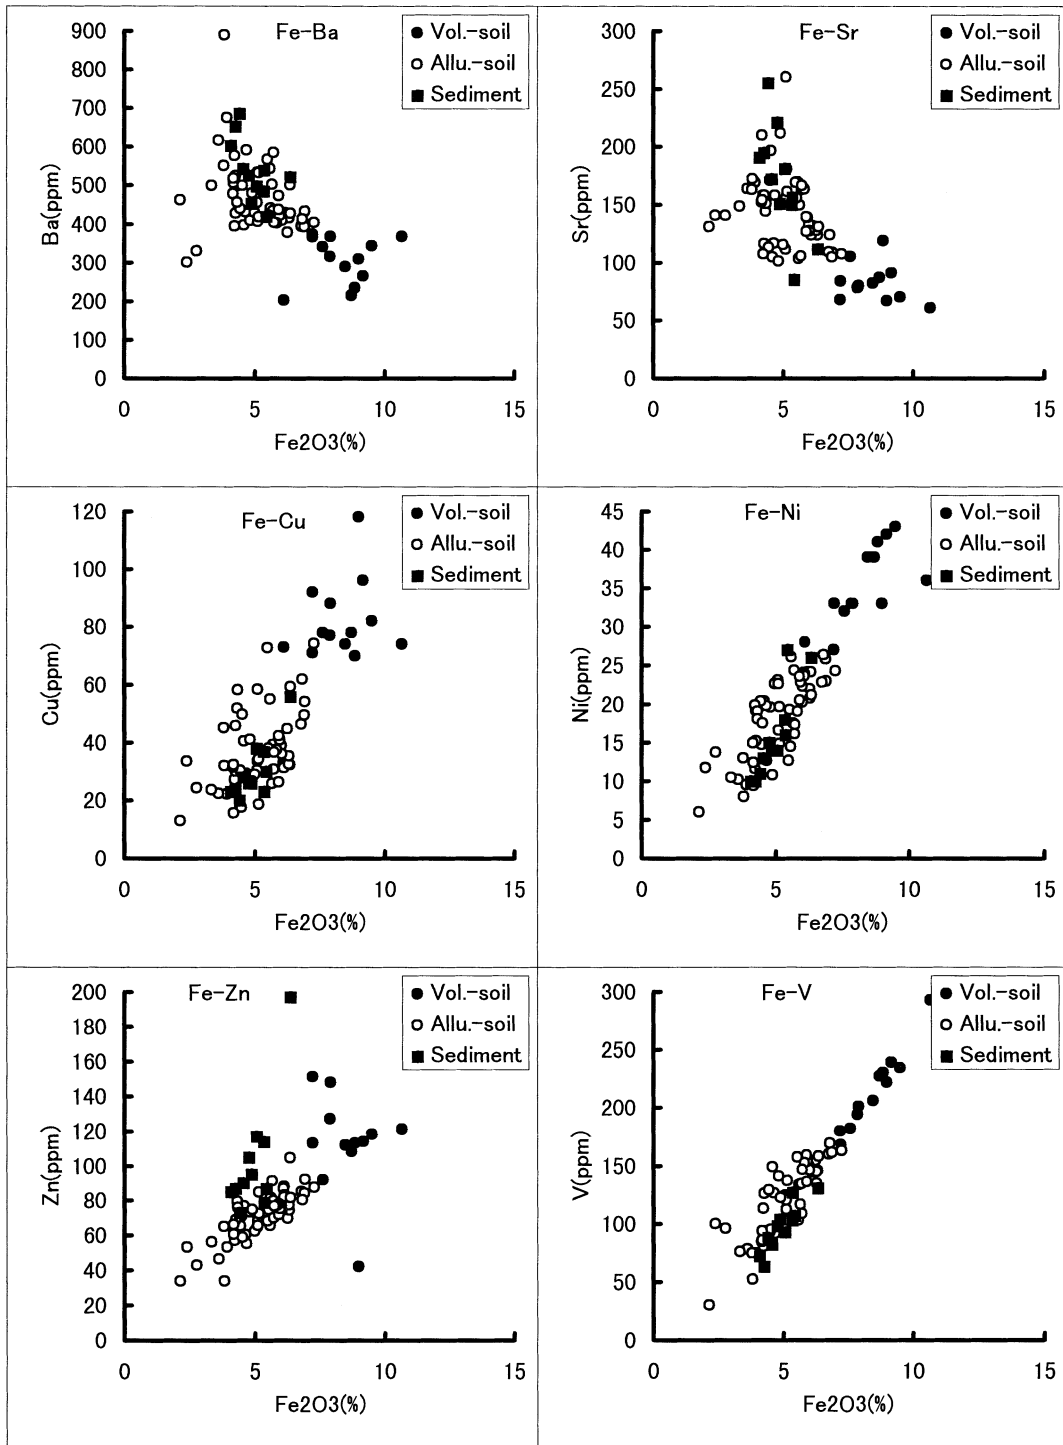 Fe-Ba
● Vol.-soil
○ Allu.-soil
■ Sediment
900
800
700
600
500
400
300
200
100
0
Ba(ppm)
0 5 10 15
Fe2O3(%)
Fe-Sr
● Vol.-soil
○ Allu.-soil
■ Sediment
300
250
200
150
100
50
0
Sr(ppm)
0 5 10 15
Fe2O3(%)
Fe-Cu
● Vol.-soil
○ Allu.-soil
■ Sediment
120
100
80
60
40
20
0
Cu(ppm)
0 5 10 15
Fe2O3(%)
Fe-Ni
● Vol.-soil
○ Allu.-soil
■ Sediment
45
40
35
30
25
20
15
10
5
0
Ni(ppm)
0 5 10 15
Fe2O3(%)
Fe-Zn
● Vol.-soil
○ Allu.-soil
■ Sediment
200
180
160
140
120
100
80
60
40
20
0
Zn(ppm)
0 5 10 15
Fe2O3(%)
Fe-V
● Vol.-soil
○ Allu.-soil
■ Sediment
300
250
200
150
100
50
0
V(ppm)
0 5 10 15
Fe2O3(%)